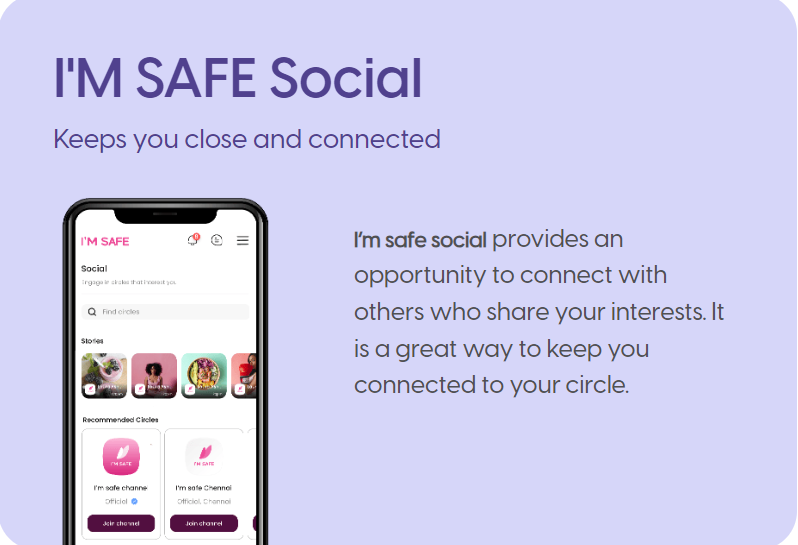 I'M SAFE Social
Keeps you close and connected
I'M SAFE
Social
Engage in circles that interest you
Find circles
Stories
Recommended Circles
I'M SAFE
I'M SAFE
I'm safe channe
I'm safe Chennai
Official
Official, Chennai
Join channel
Join channel
I'm safe social provides an
opportunity to connect with
others who share your interests. It
is a great way to keep you
connected to your circle.